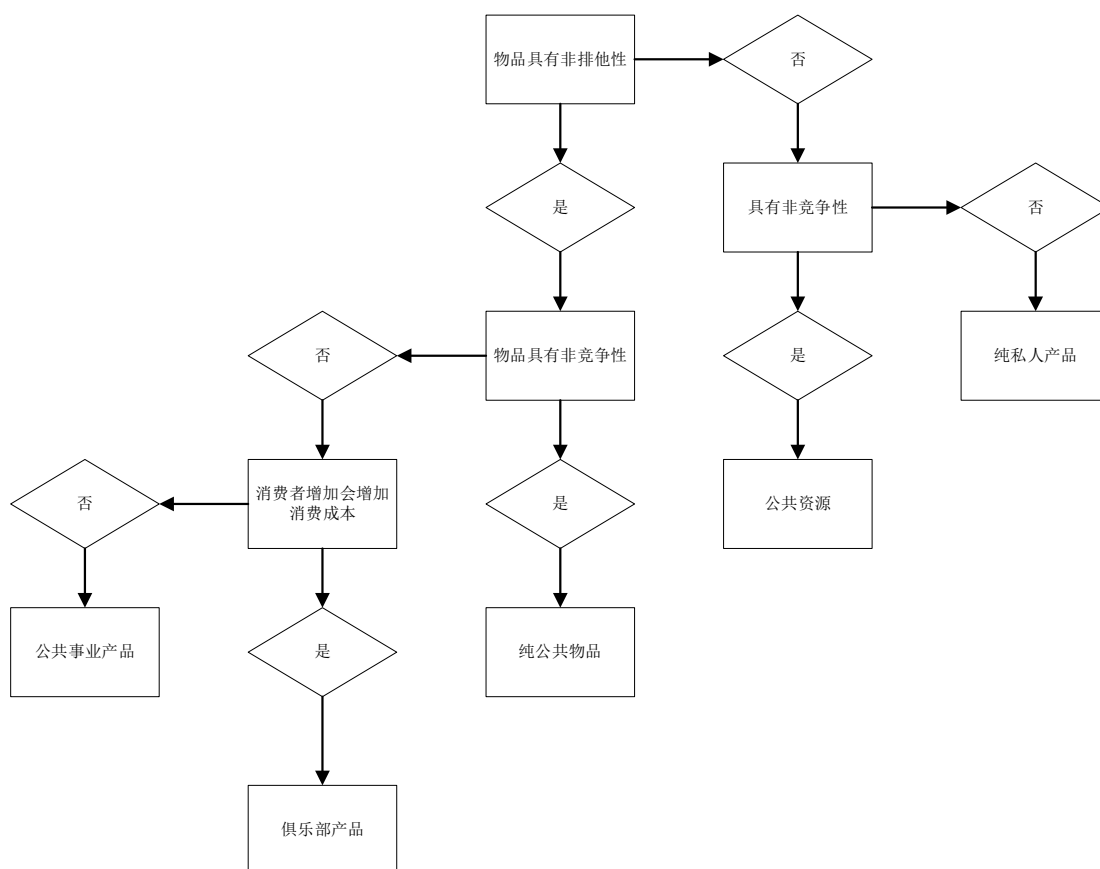 物品具有非排他性
否
是
具有非竞争性
否
否
物品具有非竞争性
是
纯私人产品
否
消费者增加会增加
消费成本
是
公共资源
公共事业产品
是
纯公共物品
俱乐部产品